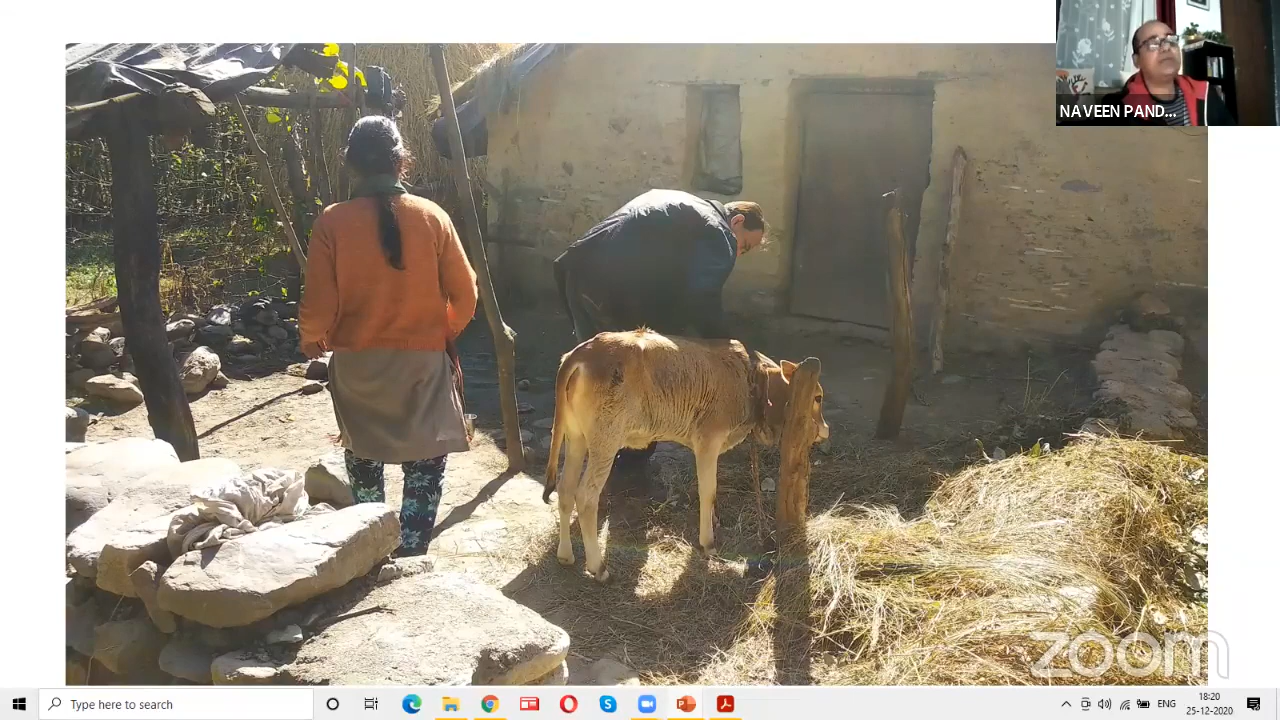 NAVEEN PAND...
zoom
Type here to search
ENG
18:20
25-12-2020